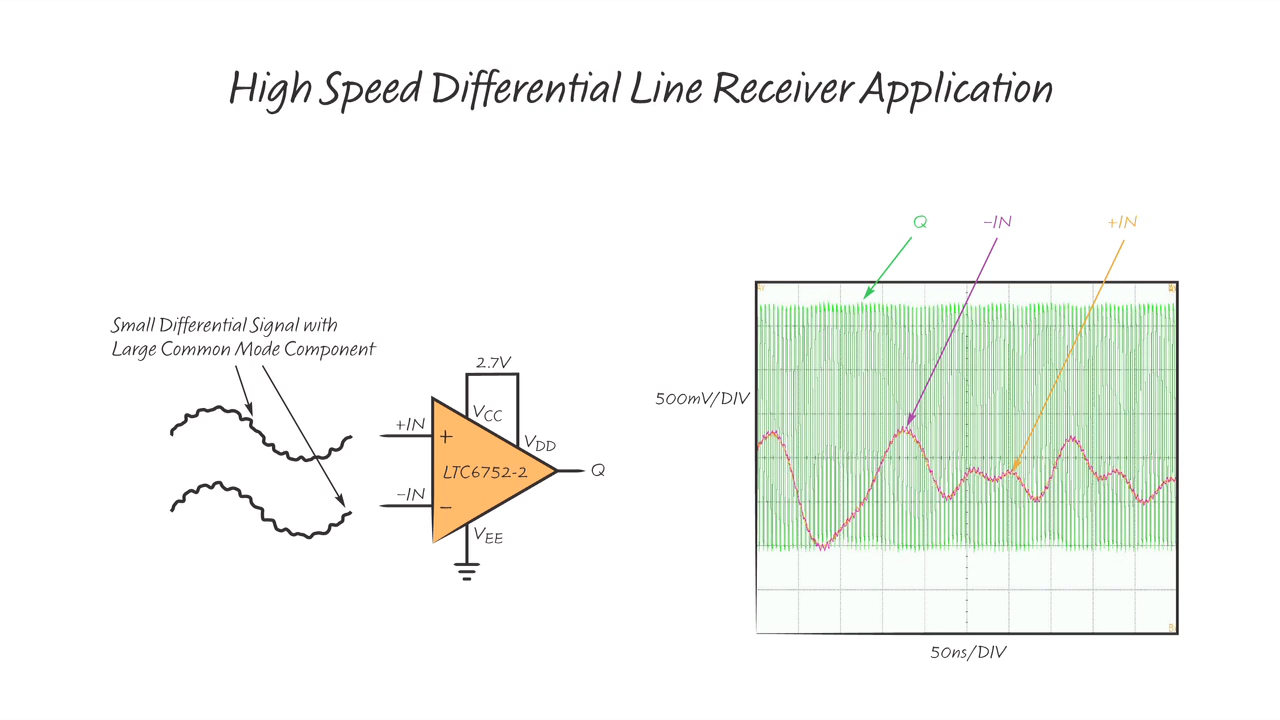 High Speed Differential Line Receiver Application
Q
−IN
+IN
Small Differential Signal with
Large Common Mode Component
2.7V
+IN
VCC
+
VDD
500mV/DIV
LTC6752-2
Q
−IN
−
VEE
50ns/DIV